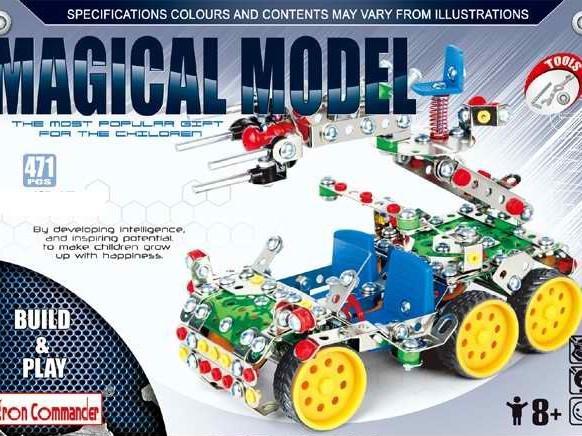 SPECIFICATIONS COLOURS AND CONTENTS MAY VARY FROM ILLUSTRATIONS
MAGICAL MODEL
THE MOST POPULAR GIFT
FOR THE CHILDREN
TOOLS
471
PCS
By developing intelligence,
and inspiring potential.
to make children grow
up with happiness.
BUILD
&
PLAY
Iron Commander
8+